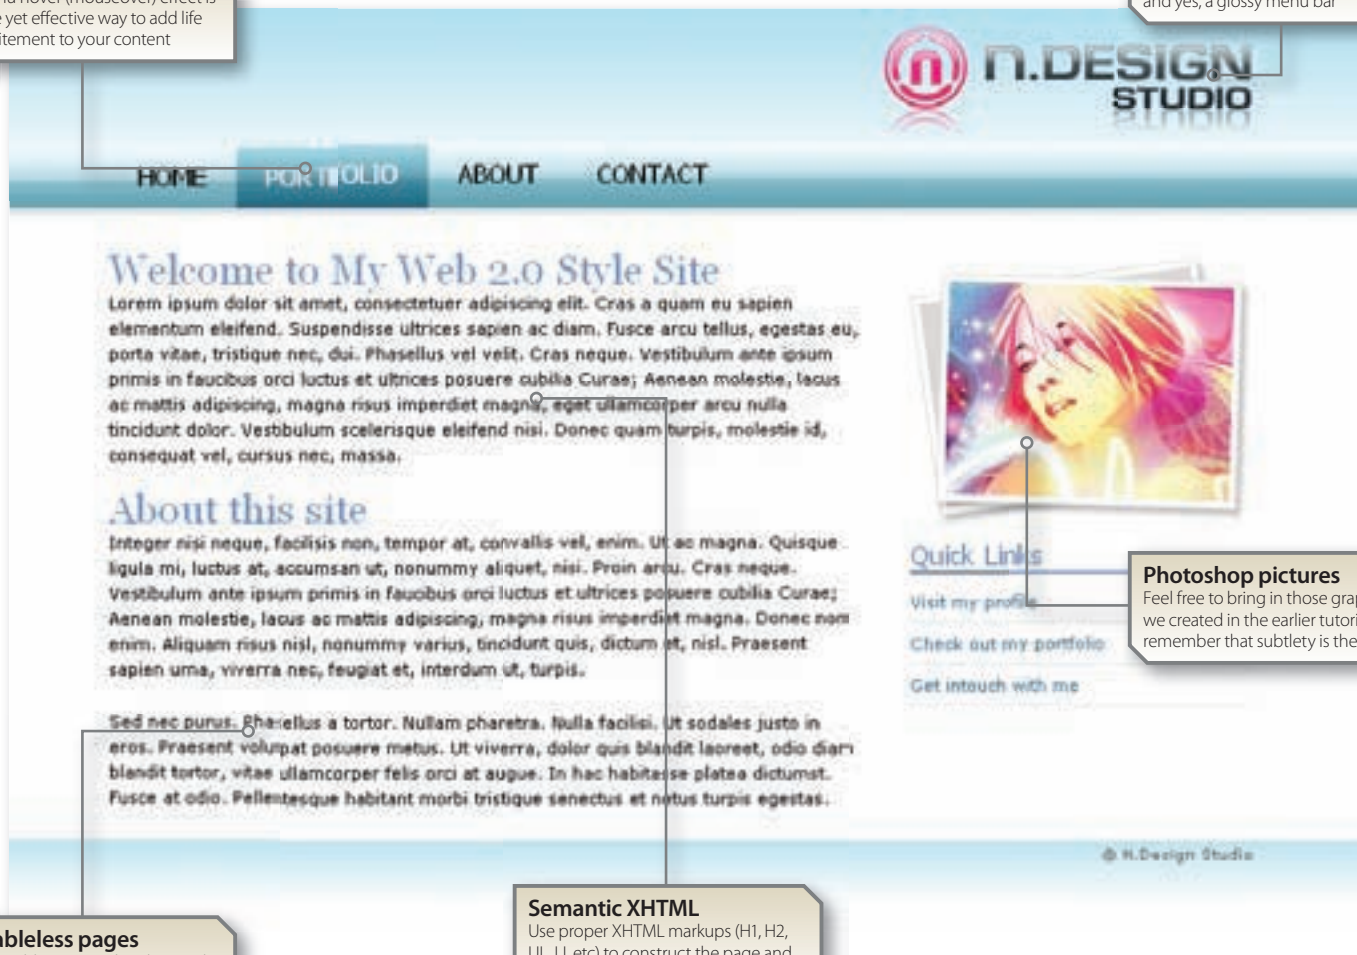 (mouseover) effect is
yet effective way to add life
itement to your content
and yes, a glossy menu bar
n.DESIGN
STUDIO
HOME PORTFOLIO ABOUT CONTACT
Welcome to My Web 2.0 Style Site
Lorem ipsum dolor sit amet, consectetuer adipiscing elit. Cras a quam eu sapien
elementum eleifend. Suspendisse ultrices sapien ac diam. Fusce arcu tellus, egestas eu,
porta vitae, tristique nec, dui. Phasellus vel velit. Cras neque. Vestibulum ante ipsum
primis in faucibus orci luctus et ultrices posuere cubilia Curae; Aenean molestie, lacus
ac mattis adipiscing, magna risus imperdiet magna, eget ullamcorper arcu nulla
tincidunt dolor. Vestibulum scelerisque eleifend nisi. Donec quam turpis, molestie id,
consequat vel, cursus nec, massa.
About this site
Integer nisi neque, facilisis non, tempor at, convallis vel, enim. Ut ac magna. Quisque
ligula mi, luctus at, accumsan ut, nonummy aliquet, nisi. Proin arcu. Cras neque.
Vestibulum ante ipsum primis in faucibus orci luctus et ultrices posuere cubilia Curae;
Aenean molestie, lacus ac mattis adipiscing, magna risus imperdiet magna. Donec non
enim. Aliquam risus nisl, nonummy varius, tincidunt quis, dictum et, nisl. Praesent
sapien urna, viverra nec, feugiat et, interdum ut, turpis.
Sed nec purus. Phasellus a tortor. Nullam pharetra. Nulla facilisi. Ut sodales justo in
eros. Praesent volutpat posuere metus. Ut viverra, dolor quis blandit laoreet, odio diam
blandit tortor, vitae ullamcorper felis orci at augue. In hac habitasse platea dictumst.
Fusce at odio. Pellentesque habitant morbi tristique senectus et netus turpis egestas.
Quick Links
Visit my profile
Check out my portfolio
Get intouch with me
Photoshop pictures
Feel free to bring in those grap
we created in the earlier tutori
remember that subtlety is the
© N.Design Studio
bleless pages
Semantic XHTML
Use proper XHTML markups (H1, H2,
UL, LI, etc) to construct the page and